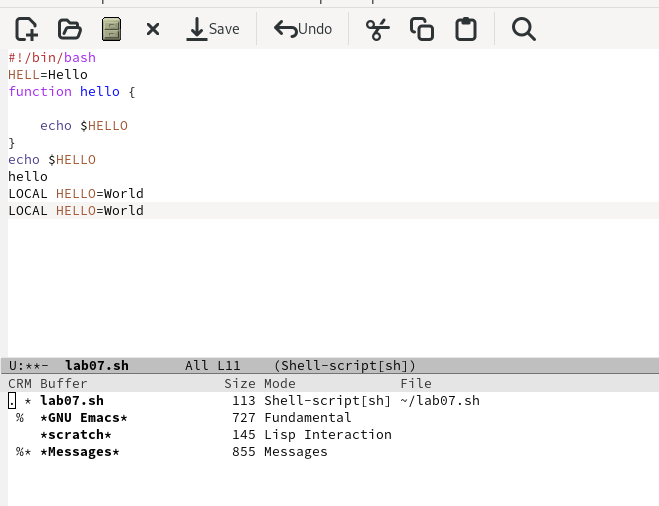 Save Undo
#!/bin/bash
HELL=Hello
function hello {
echo $HELLO
}
echo $HELLO
hello
LOCAL HELLO=World
LOCAL HELLO=World
U:**- lab07.sh All L11 (Shell-script[sh])
CRM Buffer Size Mode File
. * lab07.sh 113 Shell-script[sh] ~/lab07.sh
% *GNU Emacs* 727 Fundamental
*scratch* 145 Lisp Interaction
%* *Messages* 855 Messages